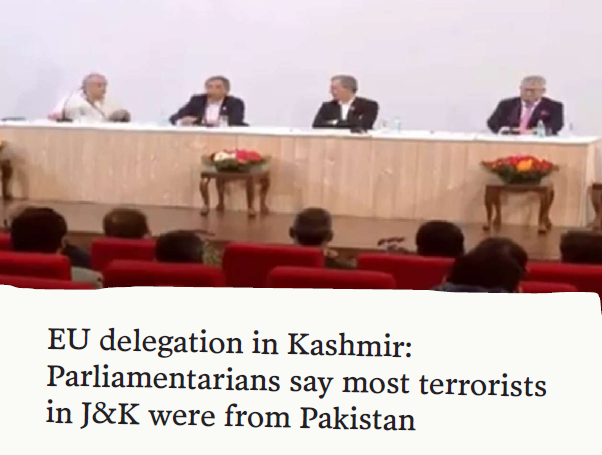 EU delegation in Kashmir:
Parliamentarians say most terrorists
in J&K were from Pakistan